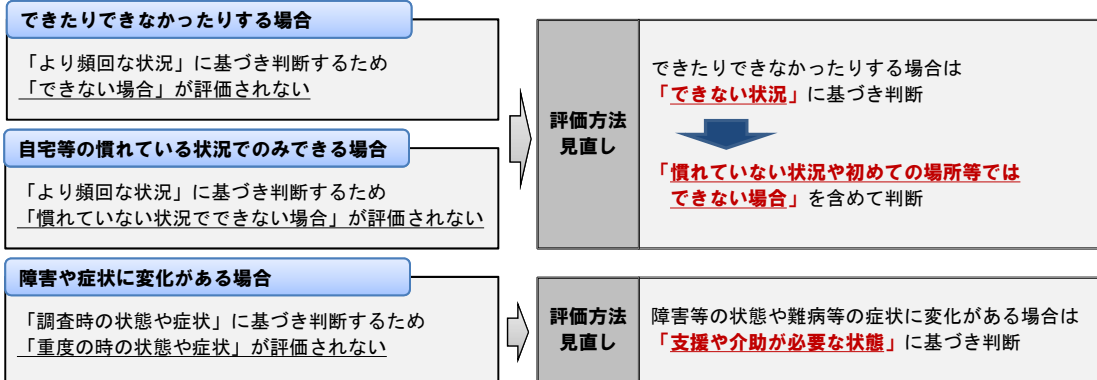 できたりできなかったりする場合
「より頻回な状況」に基づき判断するため
「できない場合」が評価されない
自宅等の慣れている状況でのみできる場合
「より頻回な状況」に基づき判断するため
「慣れていない状況でできない場合」が評価されない
評価方法
見直し
できたりできなかったりする場合は
「できない状況」に基づき判断
「慣れていない状況や初めての場所等では
できない場合」を含めて判断
障害や症状に変化がある場合
「調査時の状態や症状」に基づき判断するため
「重度の時の状態や症状」が評価されない
評価方法
見直し
障害等の状態や難病等の症状に変化がある場合は
「支援や介助が必要な状態」に基づき判断